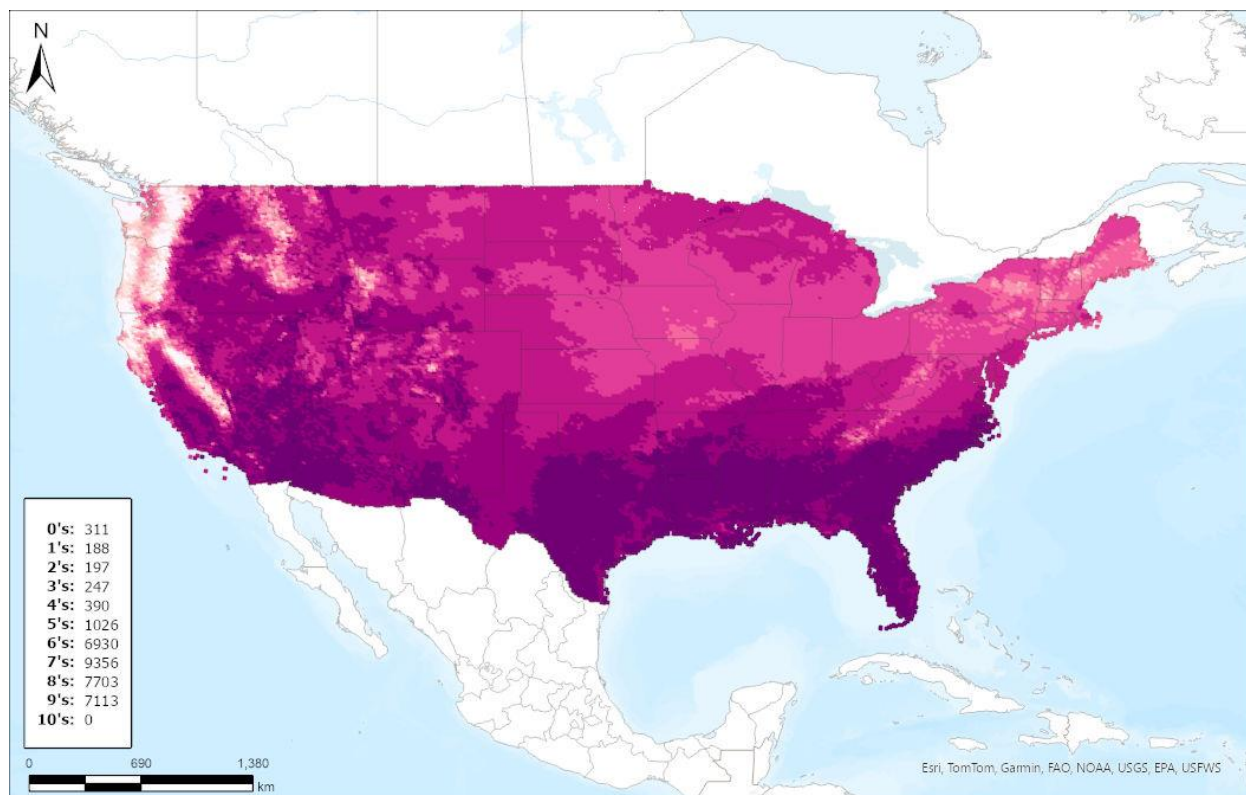 N
0's: 311
1's: 188
2's: 197
3's: 247
4's: 390
5's: 1026
6's: 6930
7's: 9356
8's: 7703
9's: 7113
10's: 0
0 690 1,380
km
Esri, TomTom, Garmin, FAO, NOAA, USGS, EPA, USFWS